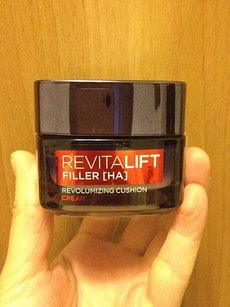 REVITALIFT
FILLER [HA]
REVOLUMIZING CUSHION
CREAM